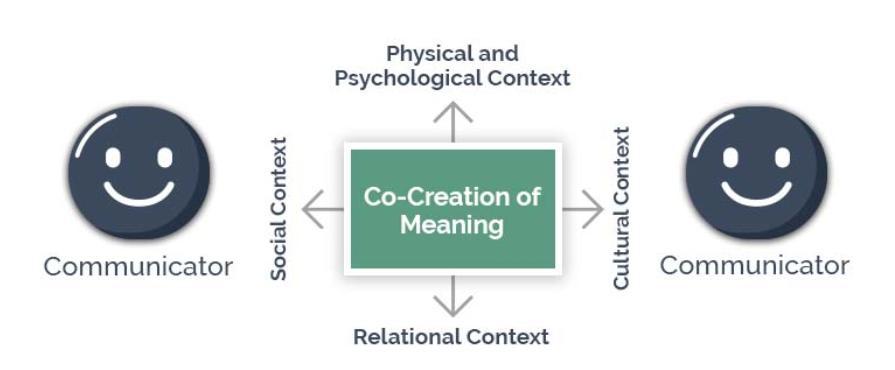 Physical and
Psychological Context
Social Context
Co-Creation of
Meaning
Cultural Context
Communicator
Communicator
Relational Context